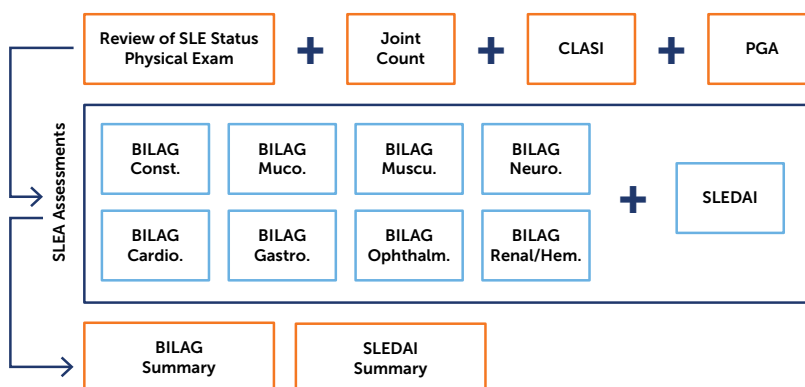 Review of SLE Status
Physical Exam
+
Joint
Count
+
CLASI
+
PGA
SLEA Assessments
BILAG
Const.
BILAG
Muco.
BILAG
Muscu.
BILAG
Neuro.
BILAG
Cardio.
BILAG
Gastro.
BILAG
Ophthalm.
BILAG
Renal/Hem.
+
SLEDAI
BILAG
Summary
SLEDAI
Summary